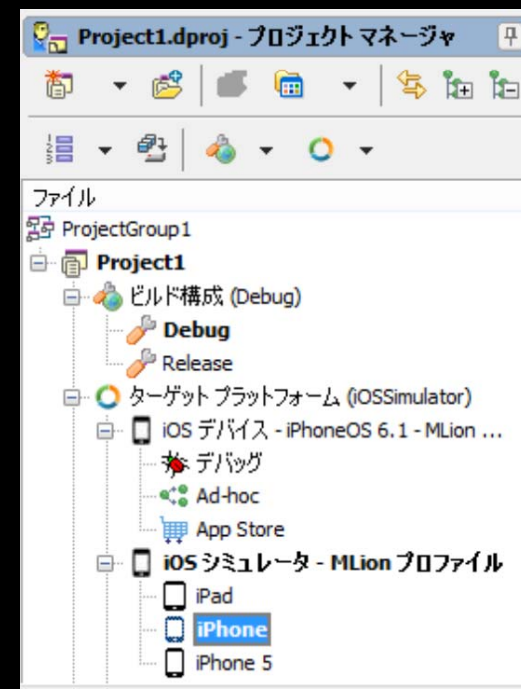 Project1.dproj - プロジェクト マネージャ
ファイル
ProjectGroup1
Project1
ビルド構成 (Debug)
Debug
Release
ターゲット プラットフォーム (iOSSimulator)
iOS デバイス - iPhoneOS 6.1 - MLion ...
デバッグ
Ad-hoc
App Store
iOS シミュレータ - MLion プロファイル
iPad
iPhone
iPhone 5